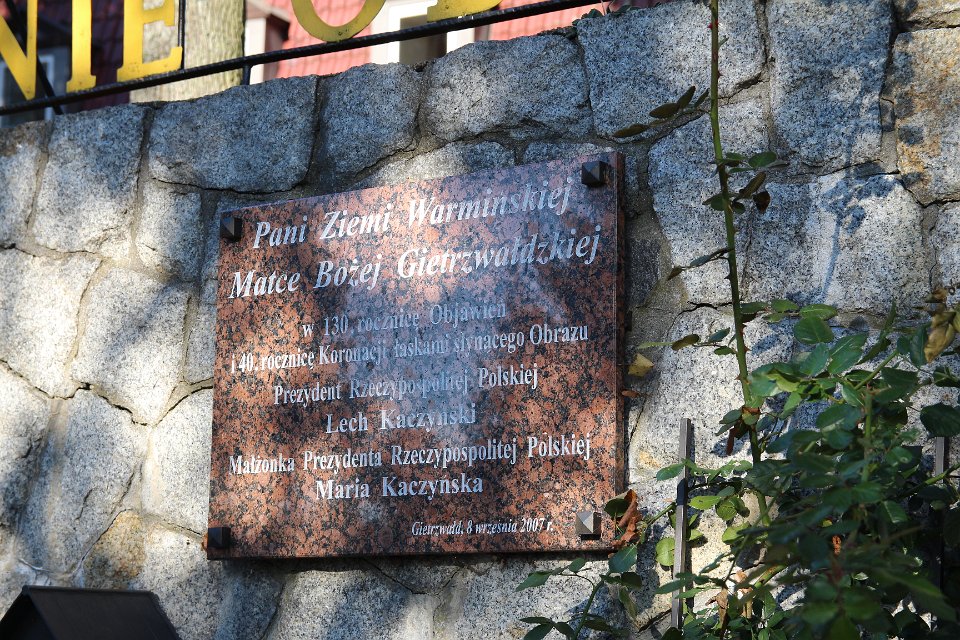 NIE O
Pani Ziemi Warmińskiej
Matce Bożej Gietrzwałdzkiej
w 130. rocznicę Objawień
i 40. rocznicę Koronacji łaskami słynącego Obrazu
Prezydent Rzeczypospolitej Polskiej
Lech Kaczyński
Małżonka Prezydenta Rzeczypospolitej Polskiej
Maria Kaczyńska
Gietrzwałd, 8 września 2007 r.